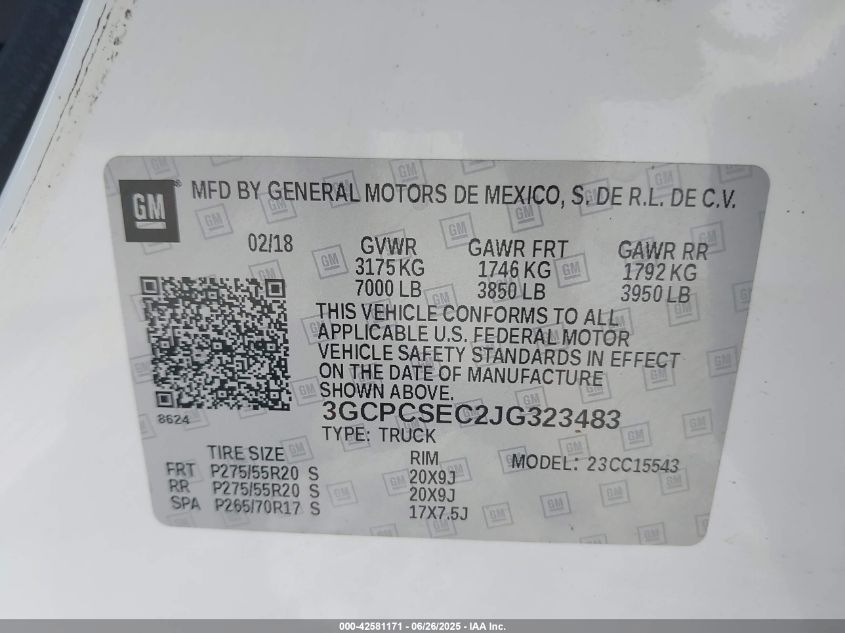 GM® MFD BY GENERAL MOTORS DE MEXICO, S. DE R.L. DE C.V.
02/18 GVWR GAWR FRT GAWR RR
3175 KG 1746 KG 1792 KG
7000 LB 3850 LB 3950 LB
THIS VEHICLE CONFORMS TO ALL
APPLICABLE U.S. FEDERAL MOTOR
VEHICLE SAFETY STANDARDS IN EFFECT
ON THE DATE OF MANUFACTURE
SHOWN ABOVE.
3GCPCSEC2JG323483
8624
TYPE: TRUCK
TIRE SIZE RIM MODEL: 23CC15543
FRT P275/55R20 S 20X9J
RR P275/55R20 S 20X9J
SPA P265/70R17 S 17X7.5J
000-42581171 - 06/26/2025 - IAA Inc.